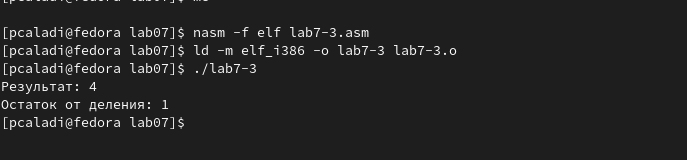 [pcaladi@fedora lab07]$ nasm -f elf lab7-3.asm
[pcaladi@fedora lab07]$ ld -m elf_i386 -o lab7-3 lab7-3.o
[pcaladi@fedora lab07]$ ./lab7-3
Результат: 4
Остаток от деления: 1
[pcaladi@fedora lab07]$